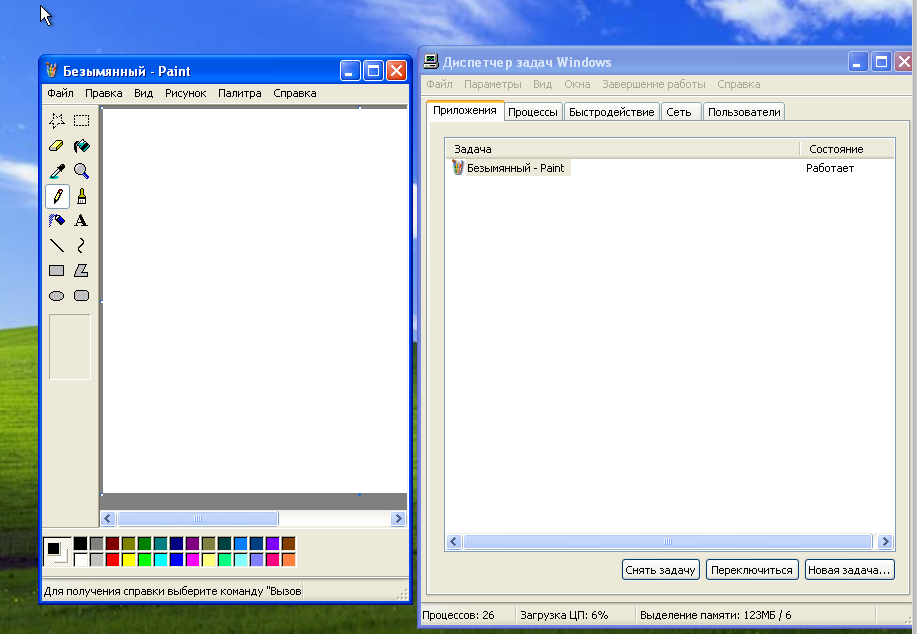 Безымянный - Paint
Файл Правка Вид Рисунок Палитра Справка
A
Для получения справки выберите команду "Вызов
Диспетчер задач Windows
Файл Параметры Вид Окна Завершение работы Справка
Приложения Процессы Быстродействие Сеть Пользователи
Задача Состояние
Безымянный - Paint Работает
Снять задачу Переключиться Новая задача...
Процессов: 26 Загрузка ЦП: 6% Выделение памяти: 123МБ / 6